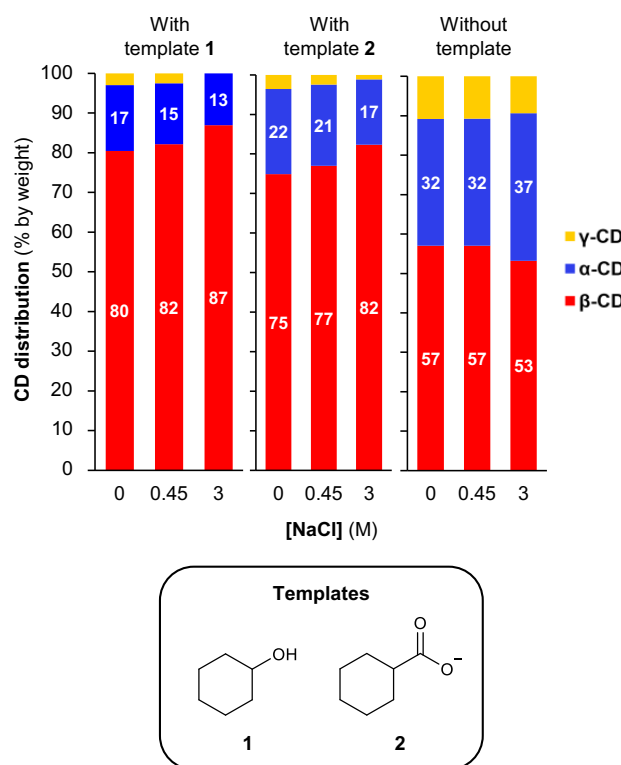 With
template 1
With
template 2
Without
template
CD distribution (% by weight)
100
90
80
70
60
50
40
30
20
10
0
17
15
13
80
82
87
22
21
17
75
77
82
32
32
37
57
57
53
γ-CD
α-CD
β-CD
0 0.45 3
0 0.45 3
0 0.45 3
[NaCl] (M)
Templates
OH
1
O
O−
2